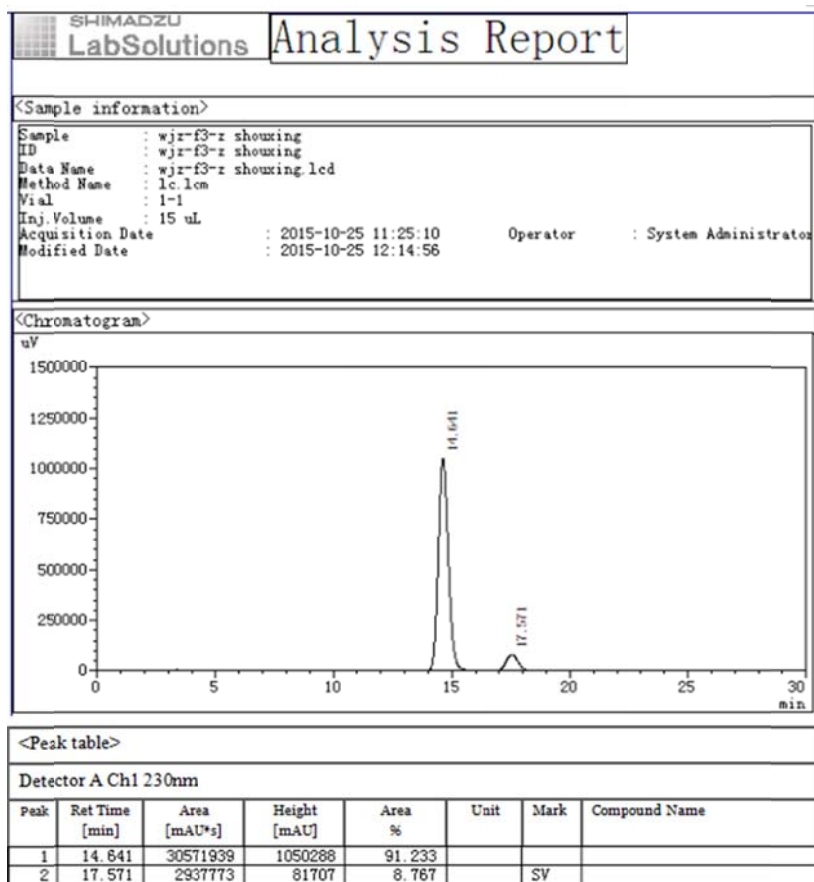 SHIMADZU
LabSolutions Analysis Report
<Sample information>
Sample : wjz-f3-z shouxing
ID : wjz-f3-z shouxing
Data Name : wjz-f3-z shouxing.lcd
Method Name : lc.lcm
Vial : 1-1
Inj.Volume : 15 uL
Acquisition Date : 2015-10-25 11:25:10 Operator : System Administrator
Modified Date : 2015-10-25 12:14:56
<Chromatogram>
uV
1500000
1250000
14.641
1000000
750000
500000
250000
17.571
0
0 5 10 15 20 25 30
min
<Peak table>
Detector A Ch1 230nm
Peak Ret Time Area Height Area Unit Mark Compound Name
[min] [mAU*s] [mAU] %
1 14.641 30571939 1050288 91.233
2 17.571 2937773 81707 8.767 SV